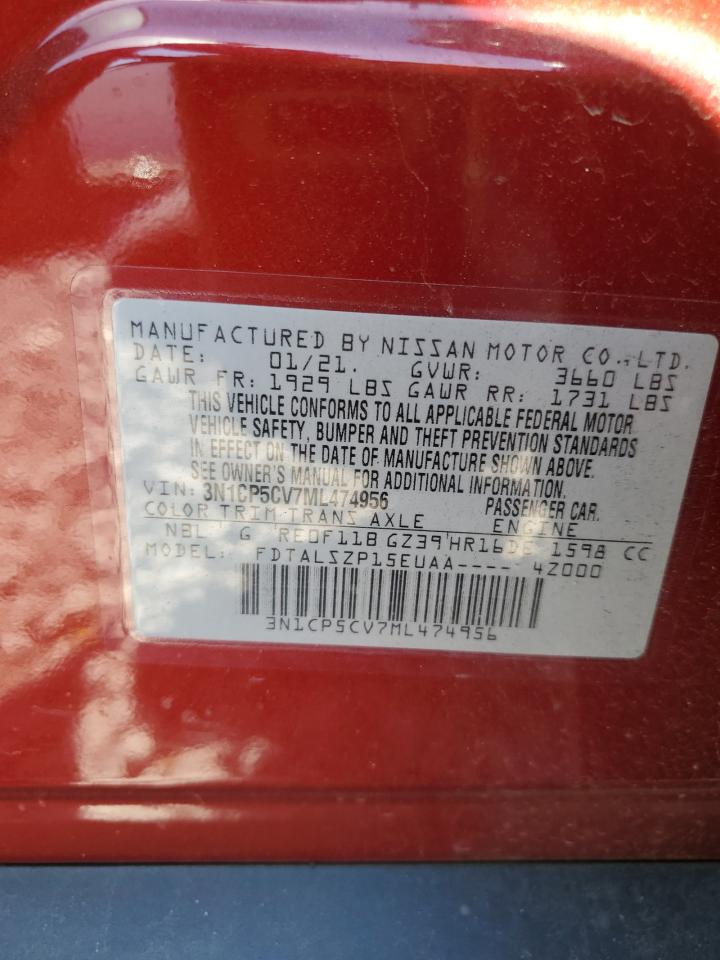 MANUFACTURED BY NISSAN MOTOR CO.,LTD.
DATE: 01/21. GVWR: 3660 LBS
GAWR FR: 1929 LBS GAWR RR: 1731 LBS
THIS VEHICLE CONFORMS TO ALL APPLICABLE FEDERAL MOTOR
VEHICLE SAFETY, BUMPER AND THEFT PREVENTION STANDARDS
IN EFFECT ON THE DATE OF MANUFACTURE SHOWN ABOVE.
SEE OWNER'S MANUAL FOR ADDITIONAL INFORMATION.
VIN: 3N1CP5CV7ML474956 PASSENGER CAR.
COLOR TRIM TRANS AXLE ENGINE
NBL G RE0F11B GZ39 HR16DE 1598 CC
MODEL: FDTALSZP15EUAA---- 4Z000
3N1CP5CV7ML474956